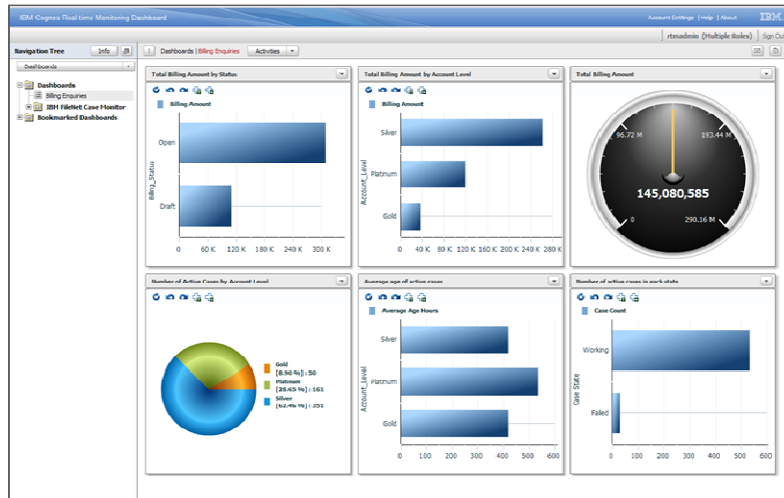 IBM Cognos Real-time Monitoring Dashboard
Account Settings | Help | About
IBM.
rtmadmin (Multiple Roles) | Sign Out
Navigation Tree
Info
Dashboards | Billing Enquiries
Activities
Dashboards
Dashboards
Billing Enquiries
IBM FileNet Case Monitor
Bookmarked Dashboards
Total Billing Amount by Status
Billing Amount
Billing_Status
Open
Draft
0 60 K 120 K 180 K 240 K 300 K
Total Billing Amount by Account Level
Billing Amount
Account_Level
Silver
Platinum
Gold
0 40 K 80 K 120 K 160 K 200 K 240 K 280 K
Total Billing Amount
96.72 M
193.44 M
145,080,585
0
290.16 M
Number of Active Cases by Account Level
Gold
[8.90 %] : 50
Platinum
[28.65 %] : 161
Silver
[62.46 %] : 351
Average age of active cases
Average Age Hours
Account_Level
Silver
Platinum
Gold
0 100 200 300 400 500 600
Number of active cases in each state
Case Count
Case State
Working
Failed
0 100 200 300 400 500 600